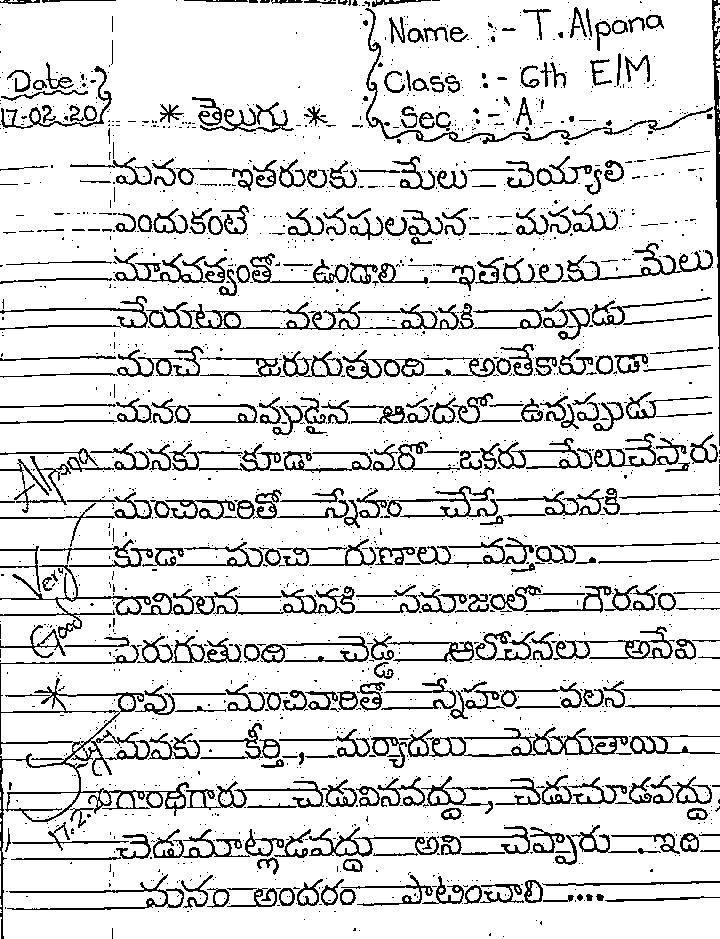 Name :- T. Alpana
Class :- 6th E/M
Sec :- 'A'
Date :-
17-02.20
* తెలుగు *
మనం ఇతరులకు మేలు చెయ్యాలి
ఎందుకంటే మనషులమైన మనము
మానవత్వంతో ఉండాలి . ఇతరులకు మేలు
చేయటం వలన మనకి ఎప్పుడు
మంచే జరుగుతుంది . అంతేకాకూండా
మనం ఎప్పుడైన ఆపదలో ఉన్నప్పుడు
మనకు కూడా ఎవరో ఒకరు మేలుచేస్తారు
మంచివారితో స్నేహం చేస్తే మనకి
కూడా మంచి గుణాలు వస్తాయి .
దానివలన మనకి సమాజంలో గౌరవం
పెరుగుతుంది . చెడ్డ ఆలోచనలు అనేవి
రావు . మంచివారితో స్నేహం వలన
మనకు కీర్తి , మర్యాదలు పెరుగుతాయి .
గాంధీగారు చెడువినవద్దు , చెడుచూడవద్దు,
చెడుమాట్లాడవద్దు అని చెప్పారు . ఇది
మనం అందరం పాటించాలి ....
Alpana
Very
Good
*
17.2.20